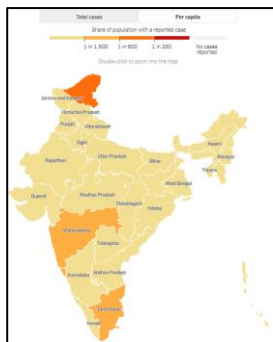 Total cases
Per capita
Share of population with a reported case
1 in 1,500
1 in 600
1 in 250
No cases
reported
Double-click to zoom into the map
Jammu and Kashmir
Himachal Pradesh
Punjab
Uttarakhand
Delhi
Rajasthan
Uttar Pradesh
Bihar
Assam
Manipur
Tripura
West Bengal
Gujarat
Madhya Pradesh
Chhattisgarh
Odisha
Maharashtra
Telangana
Karnataka
Andhra Pradesh
Tamil Nadu
Kerala